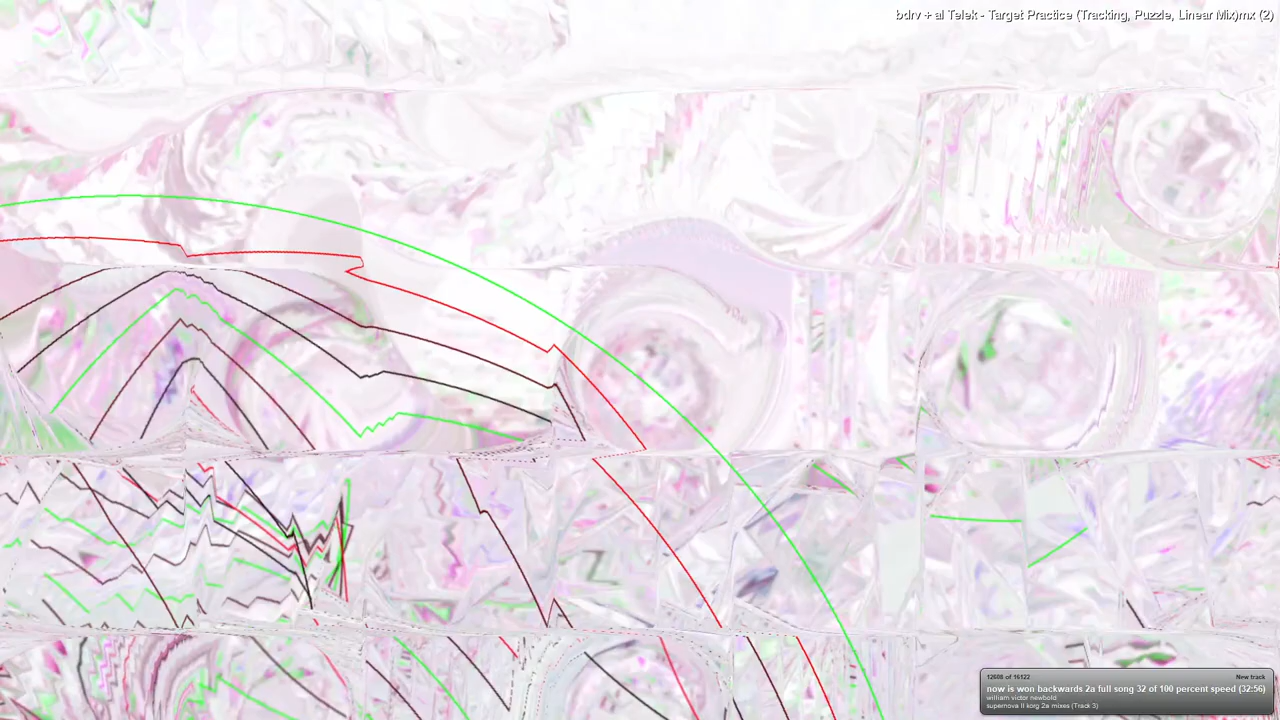 bdrv + al Telek - Target Practice (Tracking, Puzzle, Linear Mix)mx (2)
12608 of 16122 New track
now is won backwards 2a full song 32 of 100 percent speed (32:56)
william victor newbold
supernova II korg 2a mixes (Track 3)